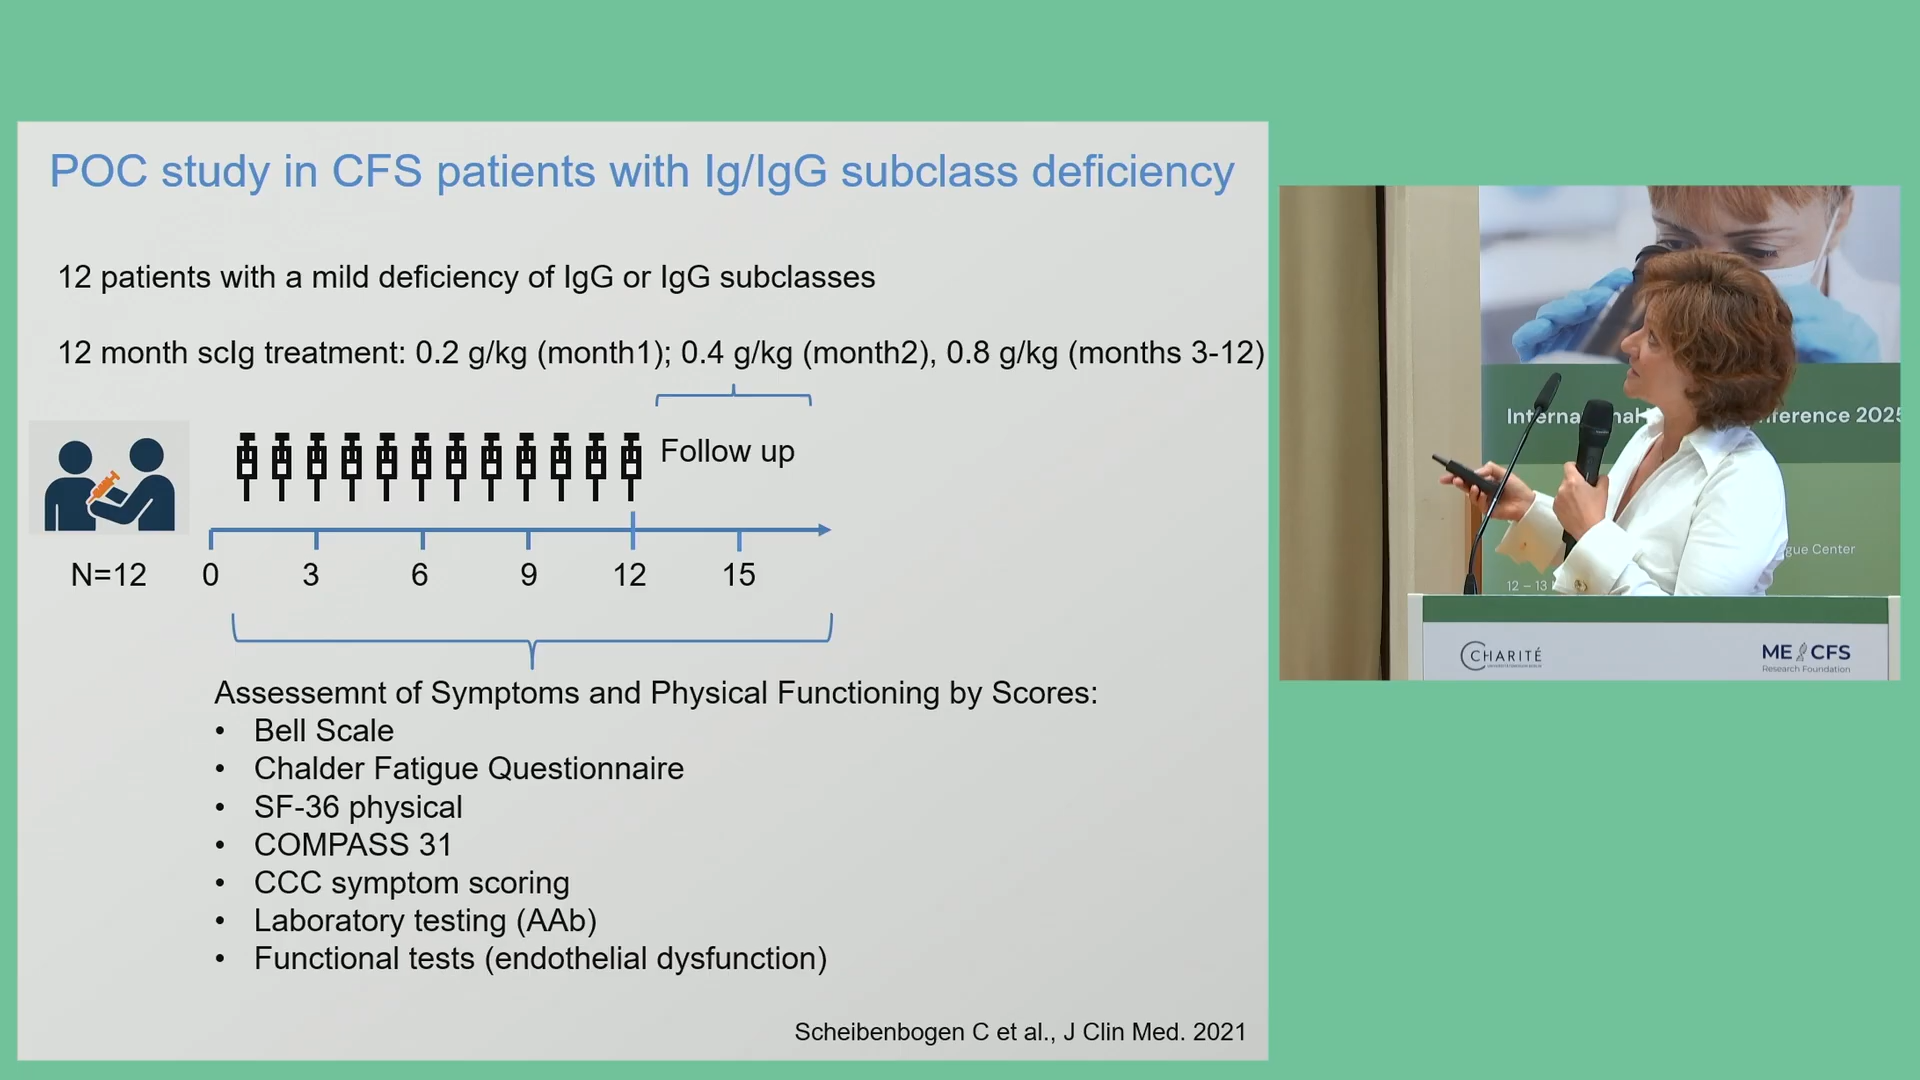 POC study in CFS patients with Ig/IgG subclass deficiency
12 patients with a mild deficiency of IgG or IgG subclasses
12 month scIg treatment: 0.2 g/kg (month1); 0.4 g/kg (month2), 0.8 g/kg (months 3-12)
Follow up
N=12
0 3 6 9 12 15
Assessemnt of Symptoms and Physical Functioning by Scores:
• Bell Scale
• Chalder Fatigue Questionnaire
• SF-36 physical
• COMPASS 31
• CCC symptom scoring
• Laboratory testing (AAb)
• Functional tests (endothelial dysfunction)
Scheibenbogen C et al., J Clin Med. 2021
2025
Center
12 – 13
CHARITÉ
ME CFS
Research Foundation